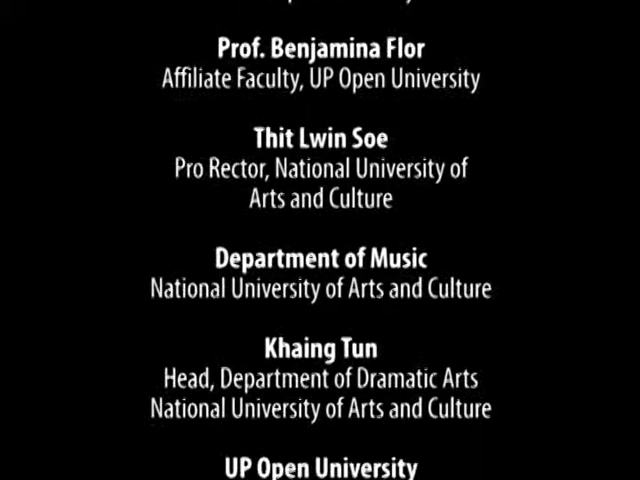 Prof. Benjamina Flor
Affiliate Faculty, UP Open University
Thit Lwin Soe
Pro Rector, National University of
Arts and Culture
Department of Music
National University of Arts and Culture
Khaing Tun
Head, Department of Dramatic Arts
National University of Arts and Culture
UP Open University